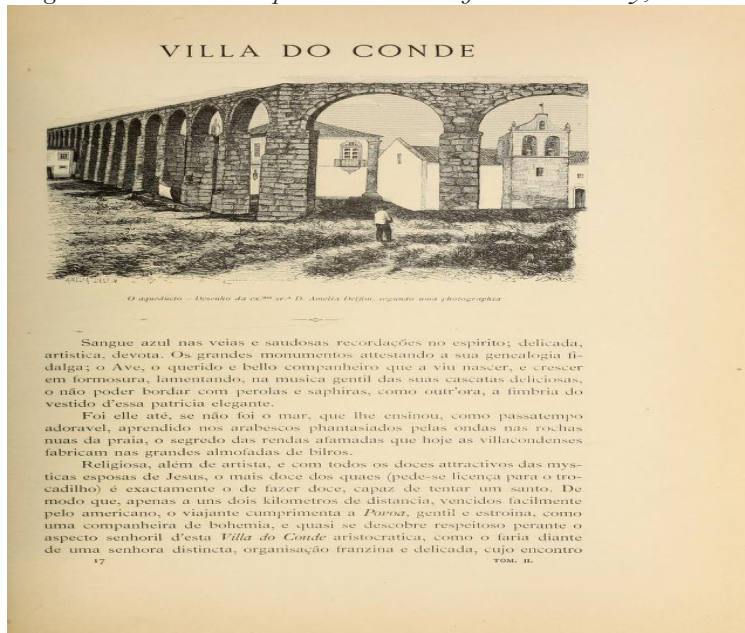 VILLA DO CONDE
O aqueducto — Desenho da ex.ma sr.a D. Amelia Delfim, segundo uma photographia
Sangue azul nas veias e saudosas recordações no espirito; delicada,
artistica, devota. Os grandes monumentos attestando a sua genealogia fi-
dalga; o Ave, o querido e bello companheiro que a viu nascer, e crescer
em formosura, lamentando, na musica gentil das suas cascatas deliciosas,
o não poder bordar com perolas e saphiras, como outr'ora, a fimbria do
vestido d'essa patricia elegante.
Foi elle até, se não foi o mar, que lhe ensinou, como passatempo
adoravel, aprendido nos arabescos phantasiados pelas ondas nas rochas
nuas da praia, o segredo das rendas afamadas que hoje as villacondenses
fabricam nas grandes almofadas de bilros.
Religiosa, além de artista, e com todos os doces attractivos das mys-
ticas esposas de Jesus, o mais doce dos quaes (pede-se licença para o tro-
cadilho) é exactamente o de fazer doce, capaz de tentar um santo. De
modo que, apenas a uns dois kilometros de distancia, vencidos facilmente
pelo americano, o viajante cumprimenta a Povoa, gentil e estroina, como
uma companheira de bohemia, e quasi se descobre respeitoso perante o
aspecto senhoril d'esta Villa do Conde aristocratica, como o faria diante
de uma senhora distincta, organisação franzina e delicada, cujo encontro
17 TOM. II.